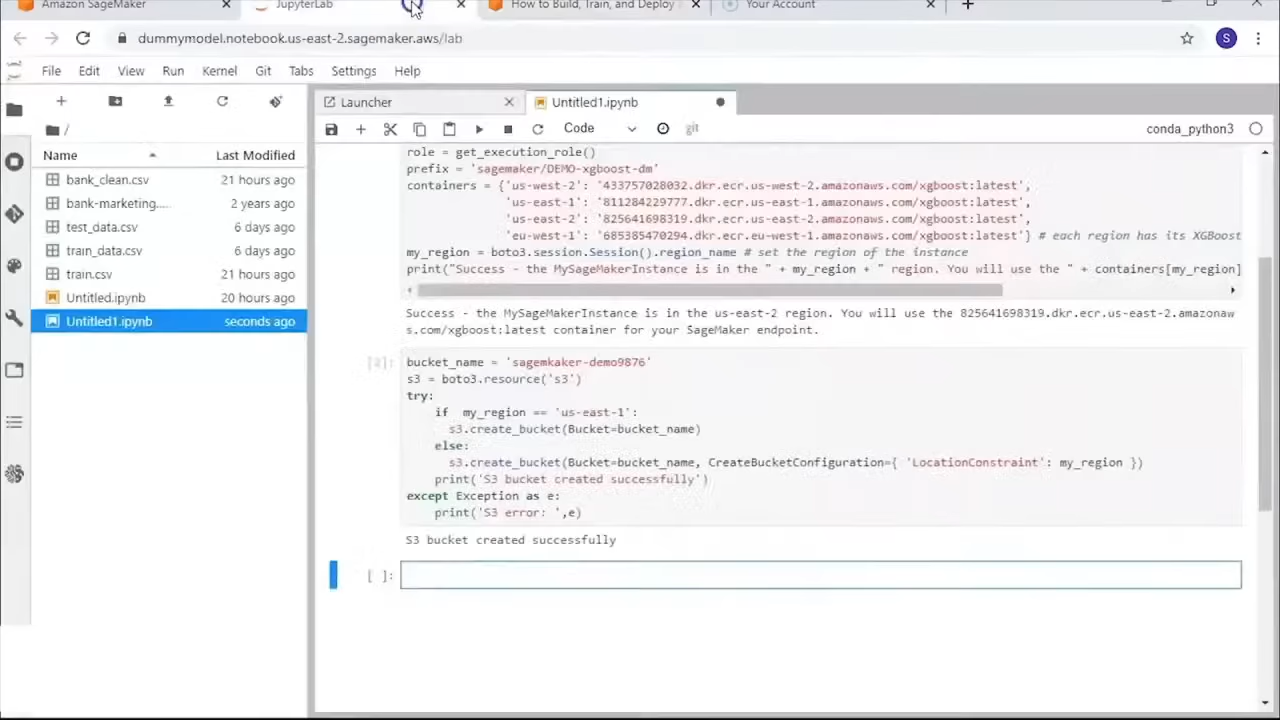 Amazon SageMaker
JupyterLab
How to Build, Train, and Deploy
Your Account
dummymodel.notebook.us-east-2.sagemaker.aws/lab
S
File Edit View Run Kernel Git Tabs Settings Help
Launcher
Untitled1.ipynb
Code
git
conda_python3
/
Name Last Modified
bank_clean.csv 21 hours ago
bank-marketing..... 2 years ago
test_data.csv 6 days ago
train_data.csv 6 days ago
train.csv 21 hours ago
Untitled.ipynb 20 hours ago
Untitled1.ipynb seconds ago
role = get_execution_role()
prefix = 'sagemaker/DEMO-xgboost-dm'
containers = {'us-west-2': '433757028032.dkr.ecr.us-west-2.amazonaws.com/xgboost:latest',
'us-east-1': '811284229777.dkr.ecr.us-east-1.amazonaws.com/xgboost:latest',
'us-east-2': '825641698319.dkr.ecr.us-east-2.amazonaws.com/xgboost:latest',
'eu-west-1': '685385470294.dkr.ecr.eu-west-1.amazonaws.com/xgboost:latest'} # each region has its XGBoost
my_region = boto3.session.Session().region_name # set the region of the instance
print("Success - the MySageMakerInstance is in the " + my_region + " region. You will use the " + containers[my_region]
Success - the MySageMakerInstance is in the us-east-2 region. You will use the 825641698319.dkr.ecr.us-east-2.amazonaw
s.com/xgboost:latest container for your SageMaker endpoint.
bucket_name = 'sagemkaker-demo9876'
s3 = boto3.resource('s3')
try:
if my_region == 'us-east-1':
s3.create_bucket(Bucket=bucket_name)
else:
s3.create_bucket(Bucket=bucket_name, CreateBucketConfiguration={ 'LocationConstraint': my_region })
print('S3 bucket created successfully')
except Exception as e:
print('S3 error: ',e)
S3 bucket created successfully
[ ]: